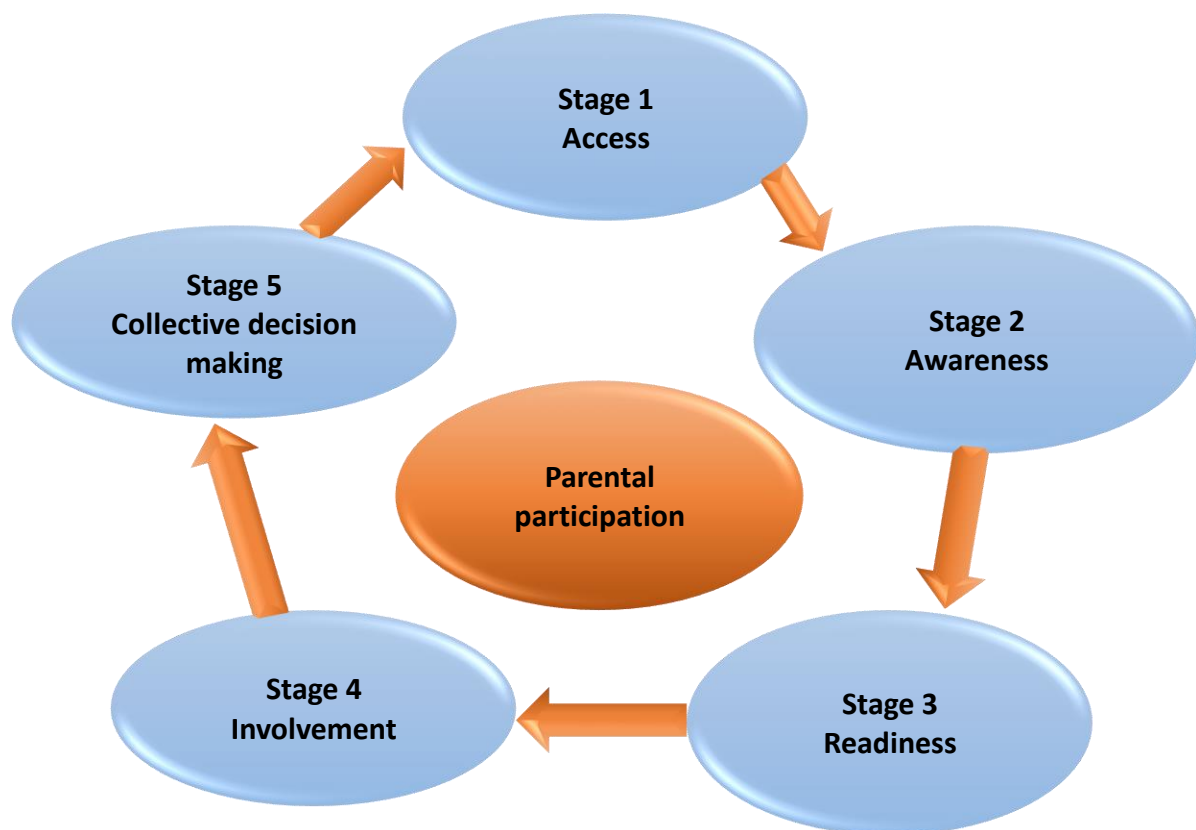 Stage 1
Access
Stage 2
Awareness
Stage 3
Readiness
Stage 4
Involvement
Stage 5
Collective decision
making
Parental
participation